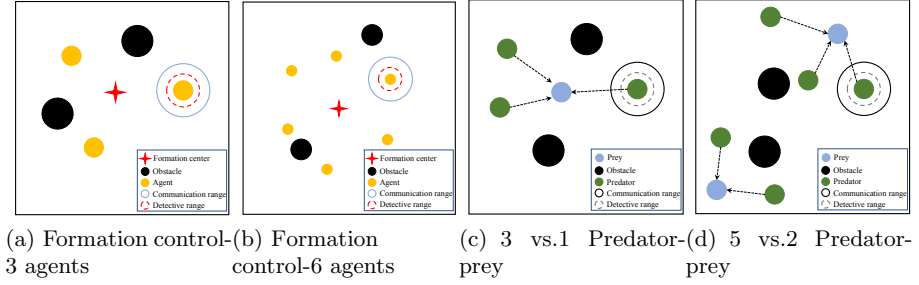 Formation center
Obstacle
Agent
Communication range
Detective range
Formation center
Obstacle
Agent
Communication range
Detective range
Prey
Obstacle
Predator
Communication range
Detective range
Prey
Obstacle
Predator
Communication range
Detective range
(a) Formation control-
3 agents
(b) Formation
control-6 agents
(c) 3 vs.1 Predator-
prey
(d) 5 vs.2 Predator-
prey